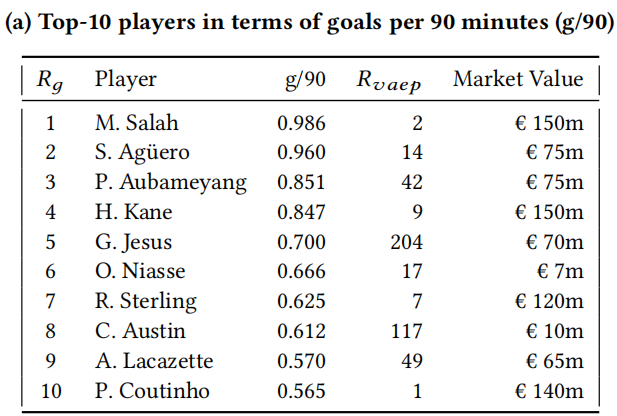 (a) Top-10 players in terms of goals per 90 minutes (g/90)
R_g Player g/90 R_vaep Market Value
1 M. Salah 0.986 2 € 150m
2 S. Agüero 0.960 14 € 75m
3 P. Aubameyang 0.851 42 € 75m
4 H. Kane 0.847 9 € 150m
5 G. Jesus 0.700 204 € 70m
6 O. Niasse 0.666 17 € 7m
7 R. Sterling 0.625 7 € 120m
8 C. Austin 0.612 117 € 10m
9 A. Lacazette 0.570 49 € 65m
10 P. Coutinho 0.565 1 € 140m